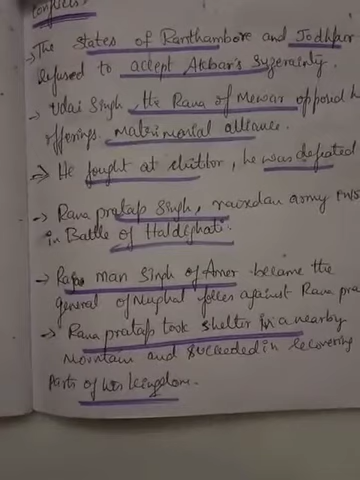 Conflicts
→ The states of Ranthambore and Jodhpur
refused to accept Akbar's suzerainty.
→ Udai Singh, the Rana of Mewar opposed h
offerings matrimonial alliance.
→ He fought at chittor, he was defeated
→ Rana pratap Singh, army
in Battle of Haldighati.
→ Raja man Singh of Amer became the
general of Mughal forces against Rana pra
→ Rana pratap took shelter in a nearby
mountain and succeeded in recovering
parts of his kingdom.